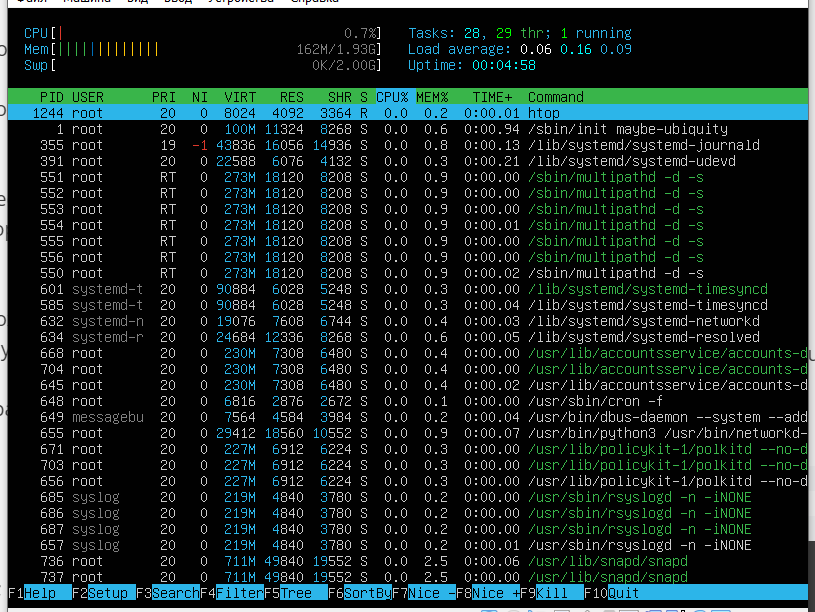 Файл Машина Вид Ввод Устройства Справка
CPU[| 0.7%] Tasks: 28, 29 thr; 1 running
Mem[||||||||||||| 162M/1.93G] Load average: 0.06 0.16 0.09
Swp[ 0K/2.00G] Uptime: 00:04:58
PID USER PRI NI VIRT RES SHR S CPU% MEM% TIME+ Command
1244 root 20 0 8024 4092 3364 R 0.0 0.2 0:00.01 htop
1 root 20 0 100M 11324 8268 S 0.0 0.6 0:00.94 /sbin/init maybe-ubiquity
355 root 19 -1 43836 16056 14936 S 0.0 0.8 0:00.13 /lib/systemd/systemd-journald
391 root 20 0 22588 6076 4132 S 0.0 0.3 0:00.21 /lib/systemd/systemd-udevd
551 root RT 0 273M 18120 8208 S 0.0 0.9 0:00.00 /sbin/multipathd -d -s
552 root RT 0 273M 18120 8208 S 0.0 0.9 0:00.00 /sbin/multipathd -d -s
553 root RT 0 273M 18120 8208 S 0.0 0.9 0:00.00 /sbin/multipathd -d -s
554 root RT 0 273M 18120 8208 S 0.0 0.9 0:00.01 /sbin/multipathd -d -s
555 root RT 0 273M 18120 8208 S 0.0 0.9 0:00.00 /sbin/multipathd -d -s
556 root RT 0 273M 18120 8208 S 0.0 0.9 0:00.00 /sbin/multipathd -d -s
550 root RT 0 273M 18120 8208 S 0.0 0.9 0:00.02 /sbin/multipathd -d -s
601 systemd-t 20 0 90884 6028 5248 S 0.0 0.3 0:00.00 /lib/systemd/systemd-timesyncd
585 systemd-t 20 0 90884 6028 5248 S 0.0 0.3 0:00.04 /lib/systemd/systemd-timesyncd
632 systemd-n 20 0 19076 7608 6744 S 0.0 0.4 0:00.03 /lib/systemd/systemd-networkd
634 systemd-r 20 0 24684 12336 8268 S 0.0 0.6 0:00.05 /lib/systemd/systemd-resolved
668 root 20 0 230M 7308 6480 S 0.0 0.4 0:00.00 /usr/lib/accountsservice/accounts-d
704 root 20 0 230M 7308 6480 S 0.0 0.4 0:00.00 /usr/lib/accountsservice/accounts-d
645 root 20 0 230M 7308 6480 S 0.0 0.4 0:00.02 /usr/lib/accountsservice/accounts-d
648 root 20 0 6816 2876 2672 S 0.0 0.1 0:00.00 /usr/sbin/cron -f
649 messagebu 20 0 7564 4584 3984 S 0.0 0.2 0:00.04 /usr/bin/dbus-daemon --system --add
655 root 20 0 29412 18560 10552 S 0.0 0.9 0:00.07 /usr/bin/python3 /usr/bin/networkd-
671 root 20 0 227M 6912 6224 S 0.0 0.3 0:00.00 /usr/lib/policykit-1/polkitd --no-d
703 root 20 0 227M 6912 6224 S 0.0 0.3 0:00.00 /usr/lib/policykit-1/polkitd --no-d
656 root 20 0 227M 6912 6224 S 0.0 0.3 0:00.00 /usr/lib/policykit-1/polkitd --no-d
685 syslog 20 0 219M 4840 3780 S 0.0 0.2 0:00.00 /usr/sbin/rsyslogd -n -iNONE
686 syslog 20 0 219M 4840 3780 S 0.0 0.2 0:00.00 /usr/sbin/rsyslogd -n -iNONE
687 syslog 20 0 219M 4840 3780 S 0.0 0.2 0:00.00 /usr/sbin/rsyslogd -n -iNONE
657 syslog 20 0 219M 4840 3780 S 0.0 0.2 0:00.01 /usr/sbin/rsyslogd -n -iNONE
736 root 20 0 711M 49840 19552 S 0.0 2.5 0:00.06 /usr/lib/snapd/snapd
737 root 20 0 711M 49840 19552 S 0.0 2.5 0:00.00 /usr/lib/snapd/snapd
F1Help F2Setup F3SearchF4FilterF5Tree F6SortByF7Nice -F8Nice +F9Kill F10Quit